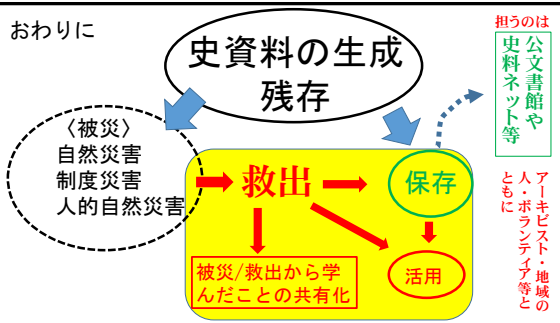 おわりに
史資料の生成
残存
担うのは
公文書館や
史料ネット等
〈被災〉
自然災害
制度災害
人的自然災害
救出
保存
アーキビスト・地域の
人・ボランティア等と
ともに
被災/救出から学
んだことの共有化
活用